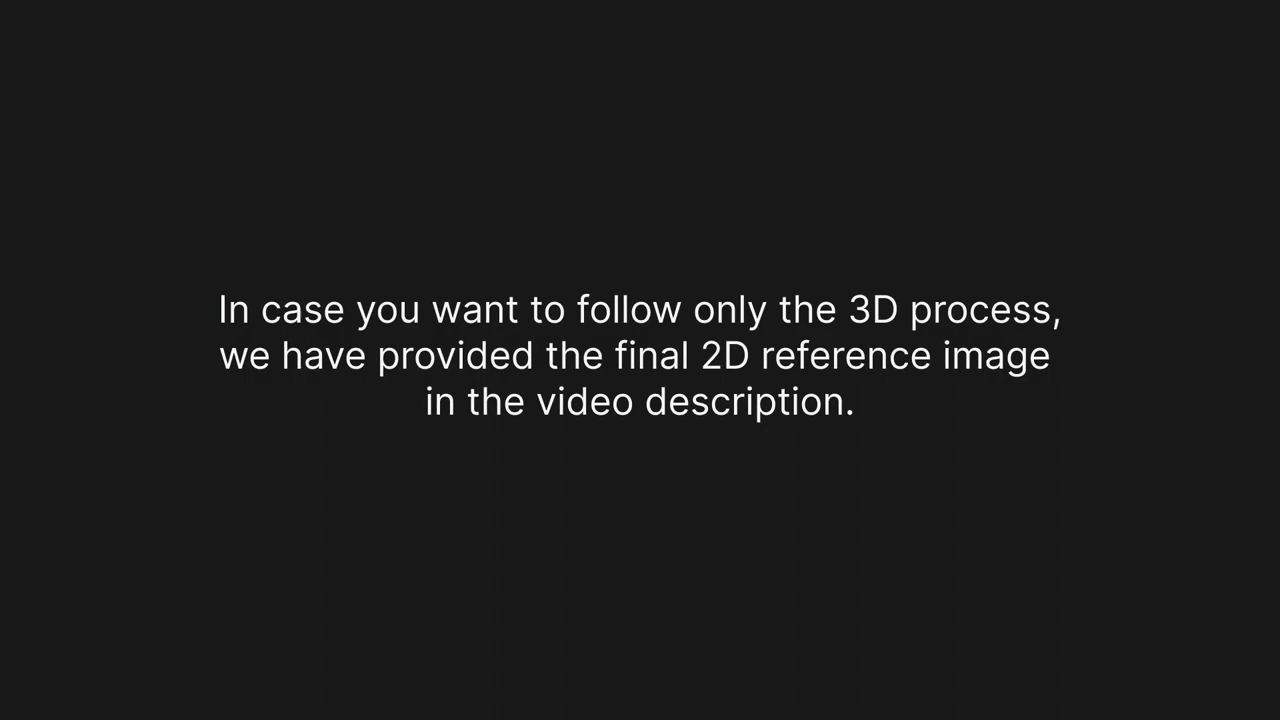 In case you want to follow only the 3D process,
we have provided the final 2D reference image
in the video description.